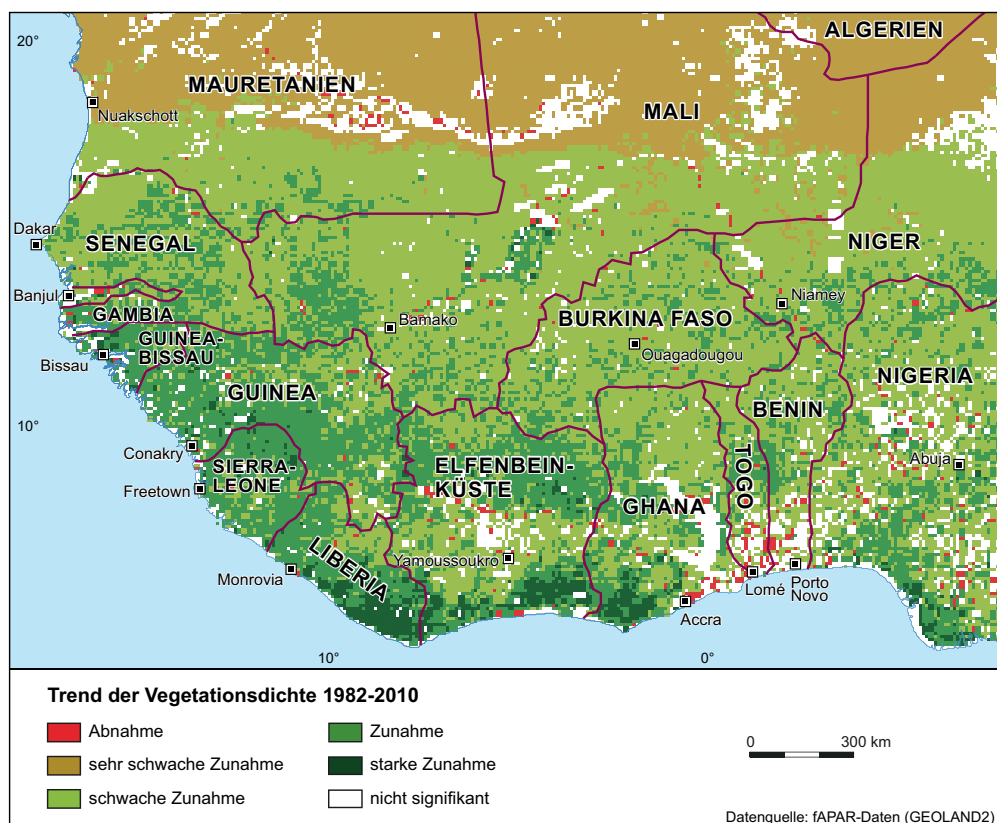 20°
ALGERIEN
MAURETANIEN
MALI
Nuakschott
Dakar
SENEGAL
NIGER
Banjul
GAMBIA
Niamey
GUINEA-
BISSAU
Bamako
BURKINA FASO
Bissau
Ouagadougou
NIGERIA
GUINEA
BENIN
10°
Conakry
SIERRA-
LEONE
ELFENBEIN-
KÜSTE
TOGO
Abuja
Freetown
GHANA
LIBERIA
Yamoussoukro
Monrovia
Lomé
Porto
Novo
Accra
10°
0°
Trend der Vegetationsdichte 1982-2010
Abnahme
Zunahme
sehr schwache Zunahme
starke Zunahme
schwache Zunahme
nicht signifikant
0 300 km
Datenquelle: fAPAR-Daten (GEOLAND2)